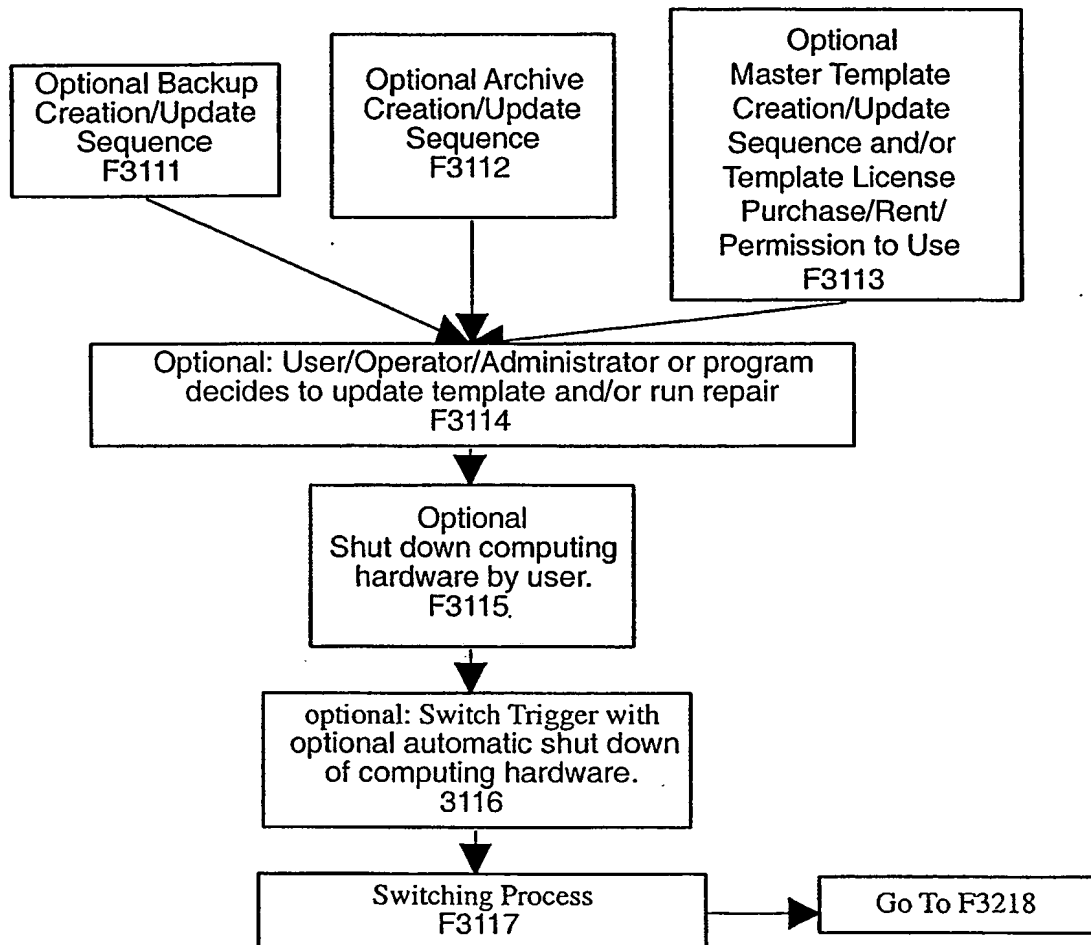 Optional Backup
Creation/Update
Sequence
F3111
Optional Archive
Creation/Update
Sequence
F3112
Optional
Master Template
Creation/Update
Sequence and/or
Template License
Purchase/Rent/
Permission to Use
F3113
Optional: User/Operator/Administrator or program
decides to update template and/or run repair
F3114
Optional
Shut down computing
hardware by user.
F3115.
optional: Switch Trigger with
optional automatic shut down
of computing hardware.
3116
Switching Process
F3117
Go To F3218